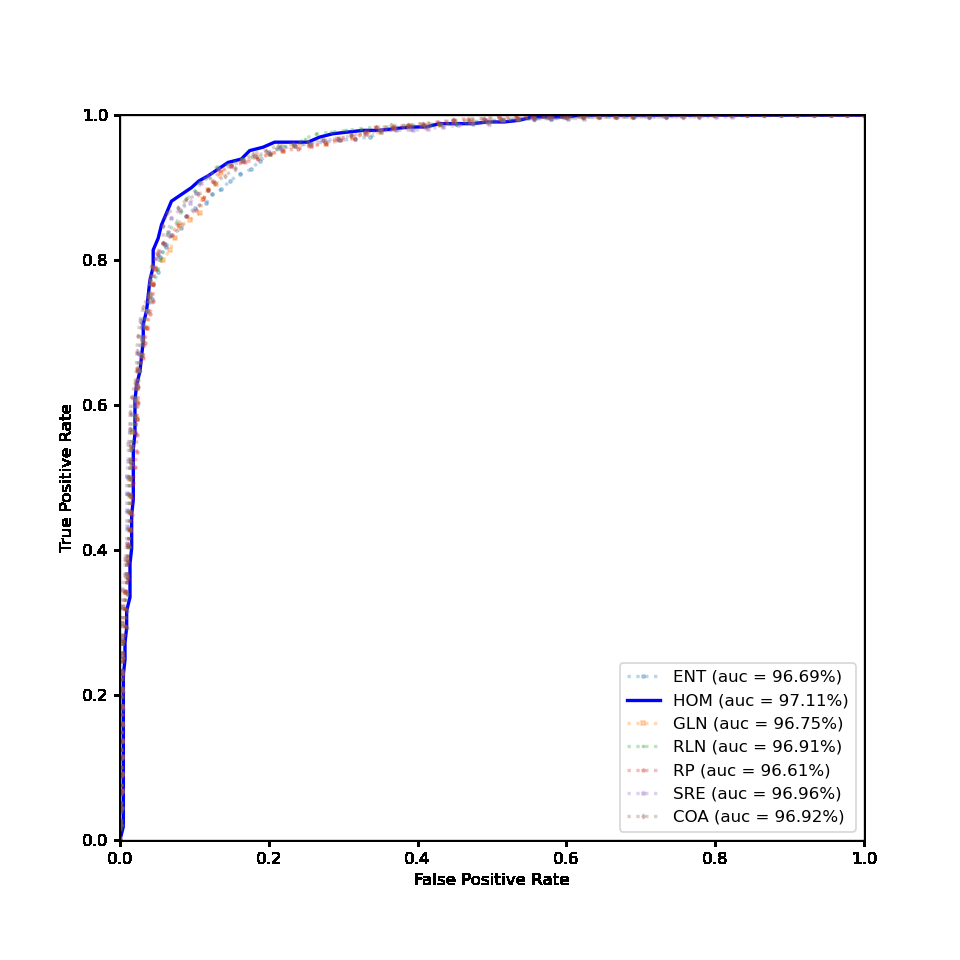 1.0
0.8
0.6
0.4
0.2
0.0
True Positive Rate
ENT (auc = 96.69%)
HOM (auc = 97.11%)
GLN (auc = 96.75%)
RLN (auc = 96.91%)
RP (auc = 96.61%)
SRE (auc = 96.96%)
COA (auc = 96.92%)
0.0 0.2 0.4 0.6 0.8 1.0
False Positive Rate